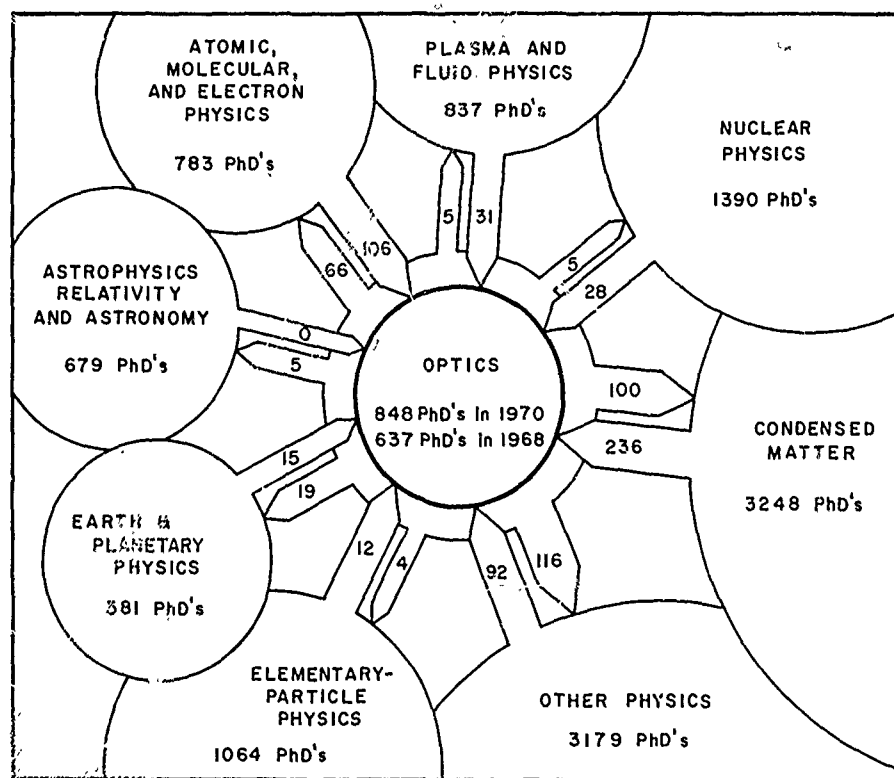 ATOMIC,
MOLECULAR,
AND ELECTRON
PHYSICS
783 PhD's
PLASMA AND
FLUID PHYSICS
837 PhD's
NUCLEAR
PHYSICS
1390 PhD's
106
66
5
31
5
28
ASTROPHYSICS
RELATIVITY
AND ASTRONOMY
679 PhD's
0
5
OPTICS
848 PhD's In 1970
637 PhD's In 1968
100
236
CONDENSED
MATTER
3248 PhD's
15
19
EARTH &
PLANETARY
PHYSICS
381 PhD's
12
4
92
116
ELEMENTARY-
PARTICLE
PHYSICS
1064 PhD's
OTHER PHYSICS
3179 PhD's